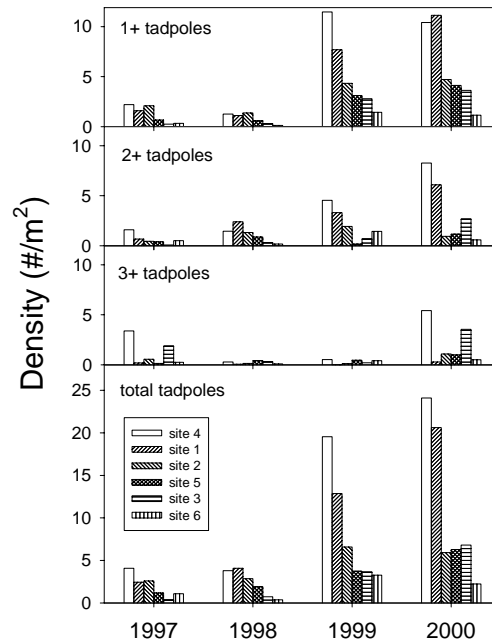 1+ tadpoles
10
5
0
2+ tadpoles
10
5
0
3+ tadpoles
10
5
0
total tadpoles
25
20
15
10
5
0
Density (#/m²)
site 4
site 1
site 2
site 5
site 3
site 6
1997 1998 1999 2000